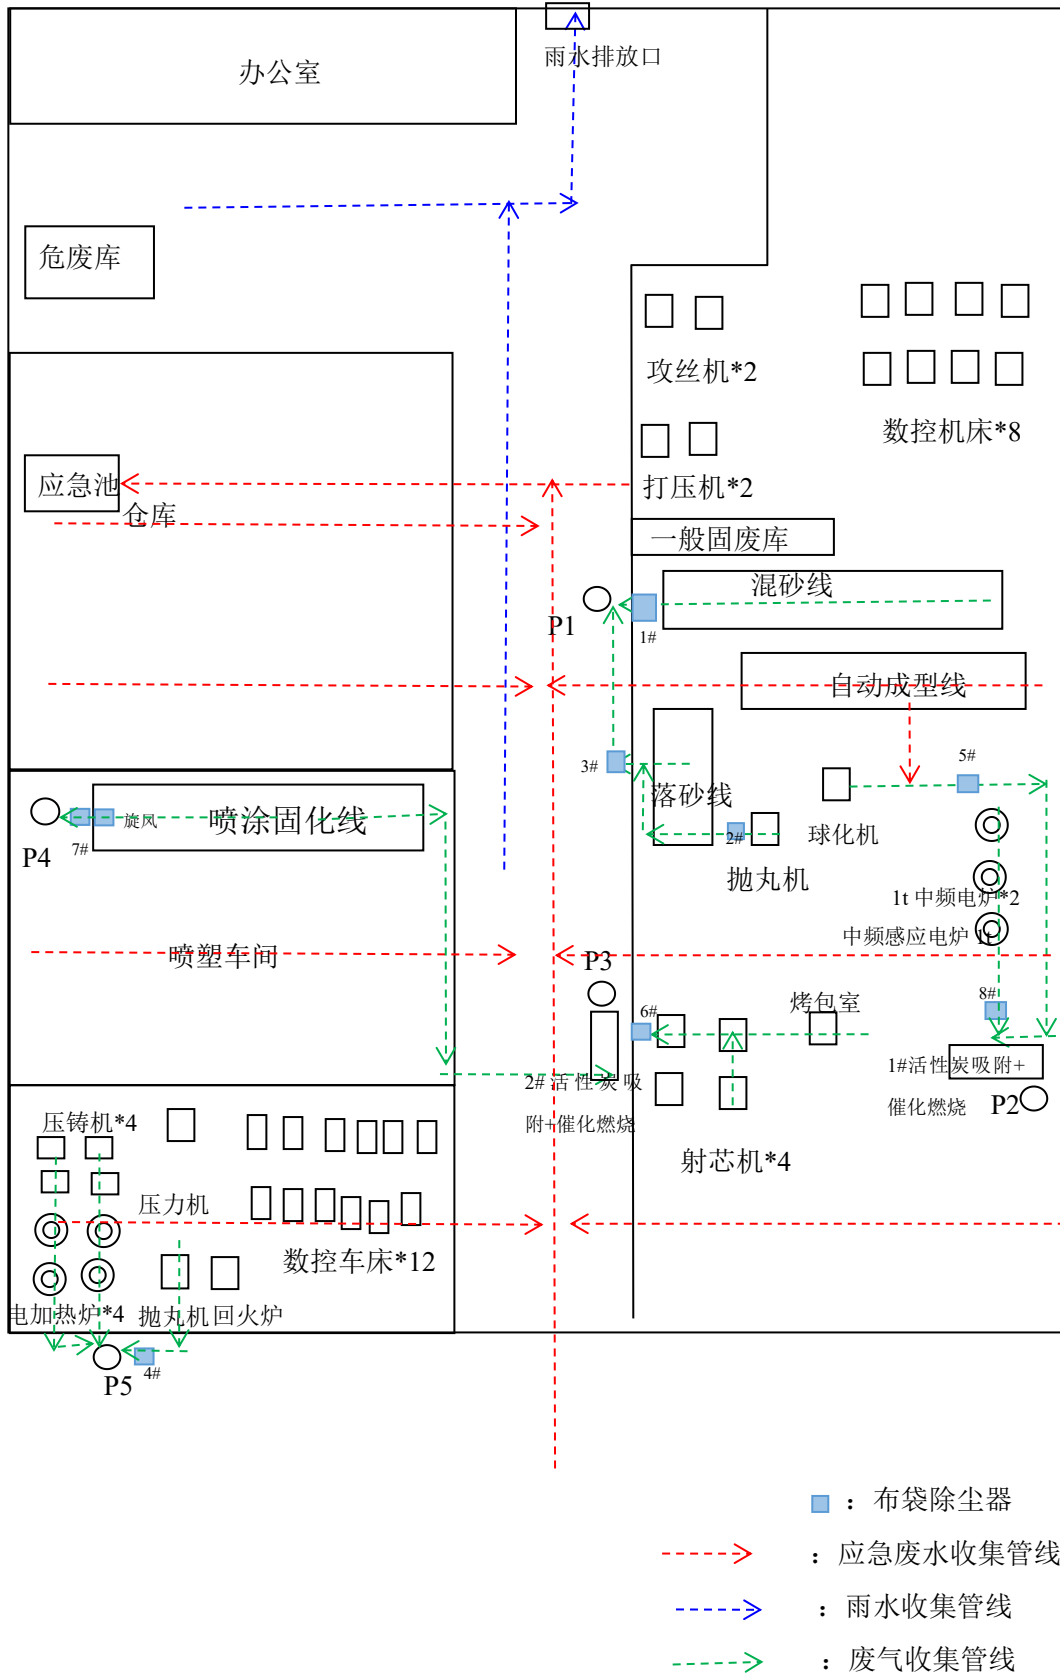 雨水排放口
办公室
危废库
攻丝机*2
数控机床*8
应急池
打压机*2
仓库
一般固废库
混砂线
P1
1#
自动成型线
3#
5#
落砂线
旋风
喷涂固化线
7#
P4
2#
球化机
抛丸机
1t 中频电炉*2
中频感应电炉 1t
喷塑车间
P3
8#
烤包室
6#
1#活性炭吸附+
催化燃烧
P2
2# 活性炭吸
附+催化燃烧
压铸机*4
射芯机*4
压力机
数控车床*12
电加热炉*4
抛丸机
回火炉
4#
P5
：布袋除尘器
：应急废水收集管线
：雨水收集管线
：废气收集管线